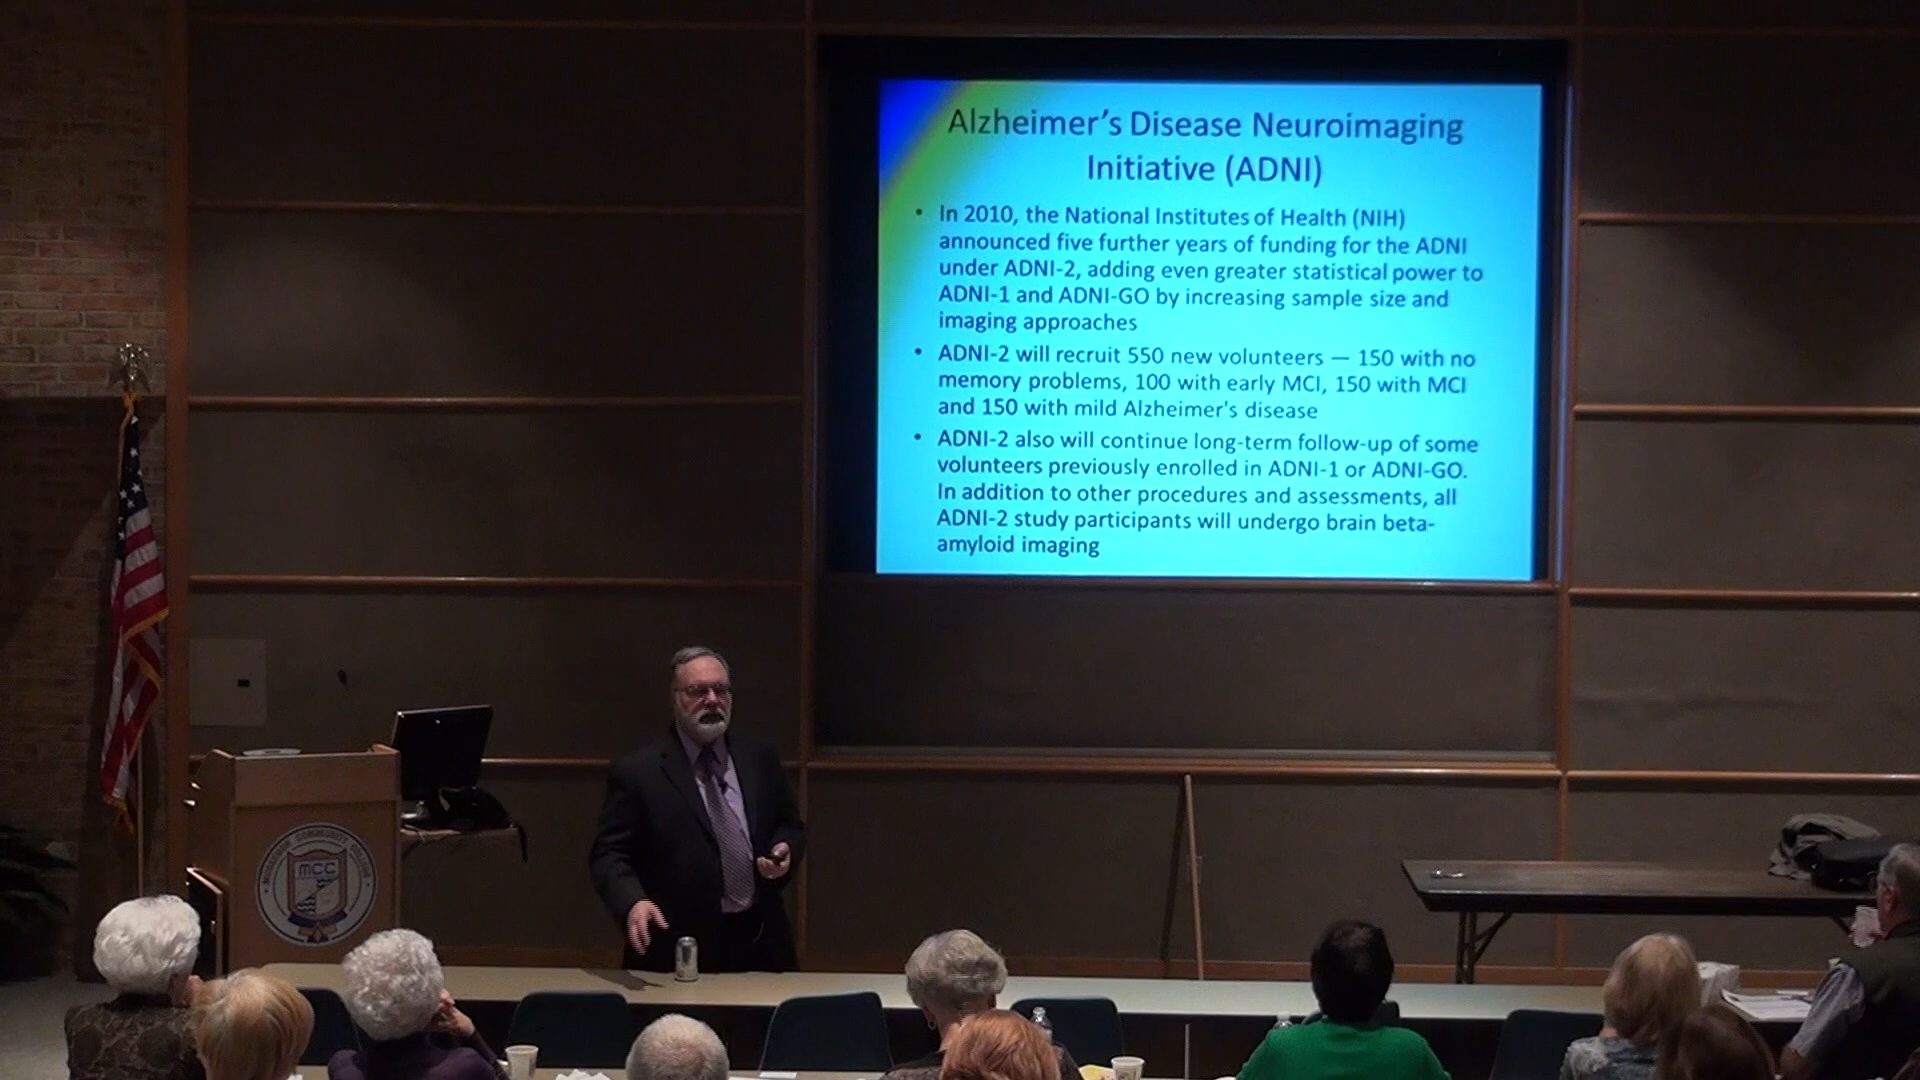 Alzheimer’s Disease Neuroimaging
Initiative (ADNI)
• In 2010, the National Institutes of Health (NIH)
announced five further years of funding for the ADNI
under ADNI-2, adding even greater statistical power to
ADNI-1 and ADNI-GO by increasing sample size and
imaging approaches
• ADNI-2 will recruit 550 new volunteers — 150 with no
memory problems, 100 with early MCI, 150 with MCI
and 150 with mild Alzheimer's disease
• ADNI-2 also will continue long-term follow-up of some
volunteers previously enrolled in ADNI-1 or ADNI-GO.
In addition to other procedures and assessments, all
ADNI-2 study participants will undergo brain beta-
amyloid imaging
COMMUNITY COLLEGE
MCC